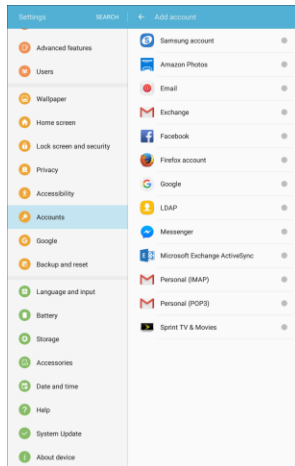 Settings
SEARCH
Advanced features
Users
Wallpaper
Home screen
Lock screen and security
Privacy
Accessibility
Accounts
Google
Backup and reset
Language and input
Battery
Storage
Accessories
Date and time
Help
System Update
About device
Add account
Samsung account
Amazon Photos
Email
Exchange
Facebook
Firefox account
Google
LDAP
Messenger
Microsoft Exchange ActiveSync
Personal (IMAP)
Personal (POP3)
Sprint TV & Movies